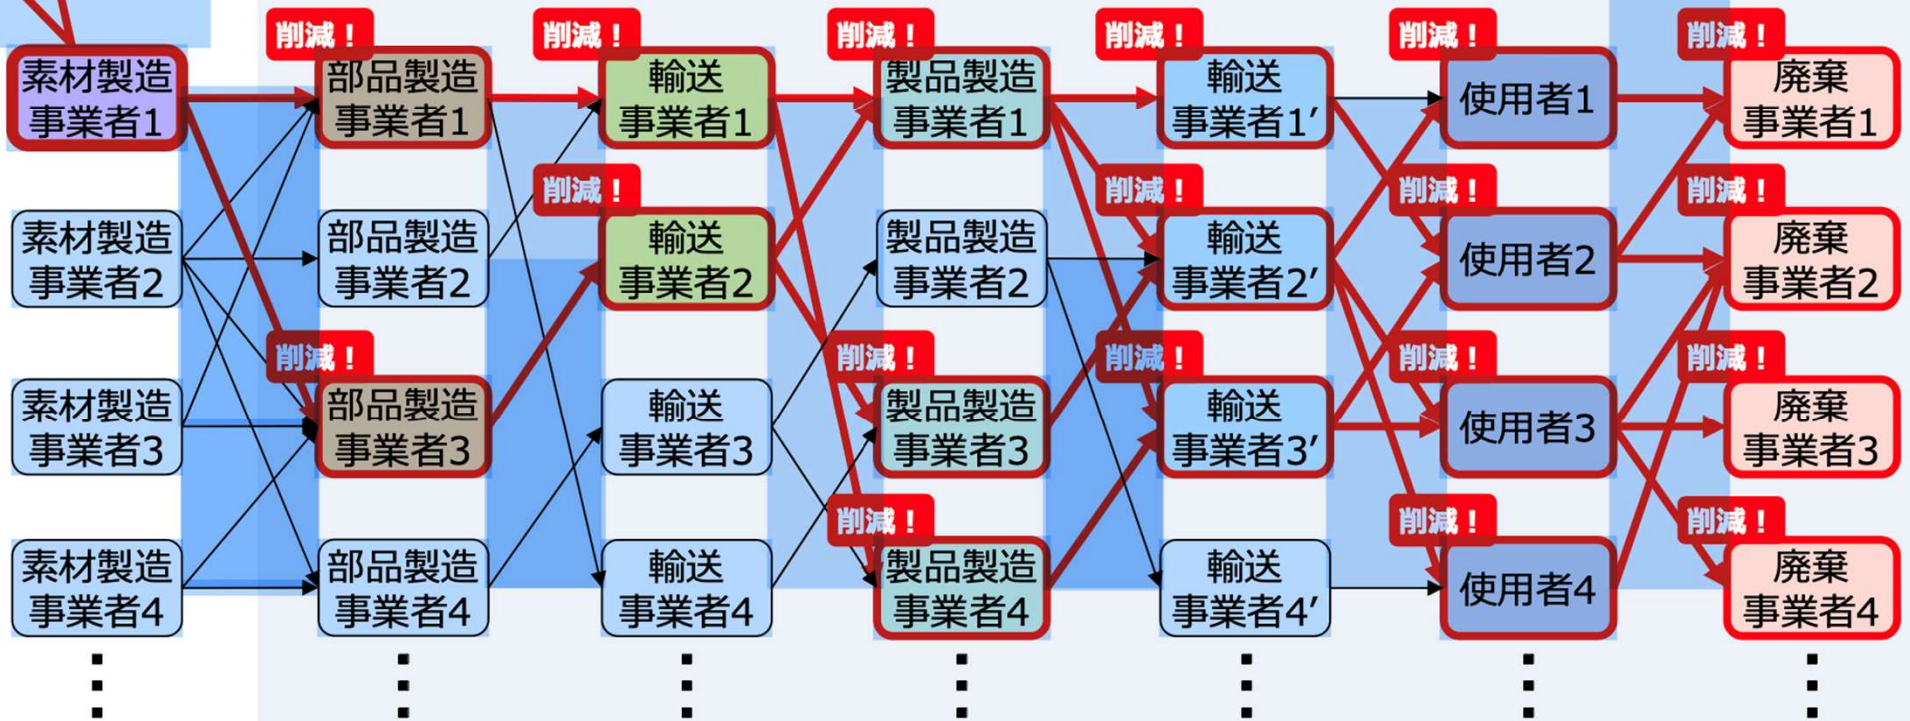 削減！
削減！
削減！
削減！
削減！
削減！
素材製造
事業者1
部品製造
事業者1
輸送
事業者1
製品製造
事業者1
輸送
事業者1′
使用者1
廃棄
事業者1
削減！
削減！
削減！
削減！
素材製造
事業者2
部品製造
事業者2
輸送
事業者2
製品製造
事業者2
輸送
事業者2′
使用者2
廃棄
事業者2
削減！
削減！
削減！
削減！
削減！
素材製造
事業者3
部品製造
事業者3
輸送
事業者3
製品製造
事業者3
輸送
事業者3′
使用者3
廃棄
事業者3
削減！
削減！
削減！
素材製造
事業者4
部品製造
事業者4
輸送
事業者4
製品製造
事業者4
輸送
事業者4′
使用者4
廃棄
事業者4